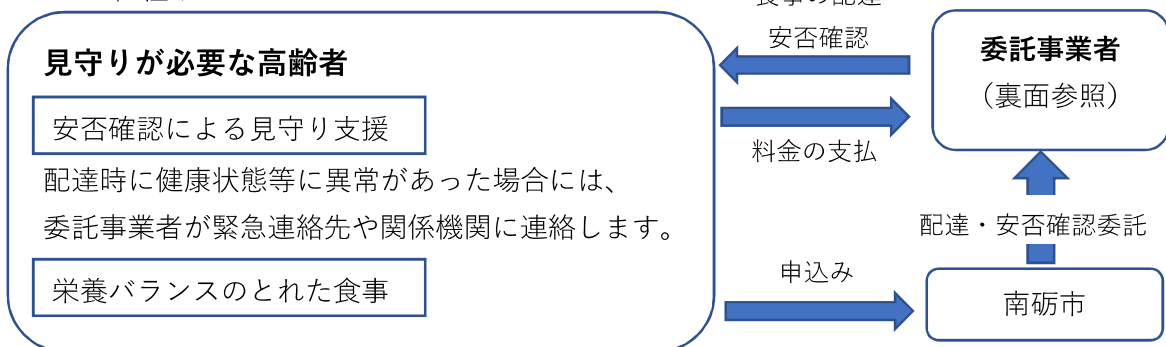 食事の配達
安否確認
見守りが必要な高齢者
委託事業者
（裏面参照）
安否確認による見守り支援
料金の支払
配達時に健康状態等に異常があった場合には、
委託事業者が緊急連絡先や関係機関に連絡します。
配達・安否確認委託
申込み
栄養バランスのとれた食事
南砺市